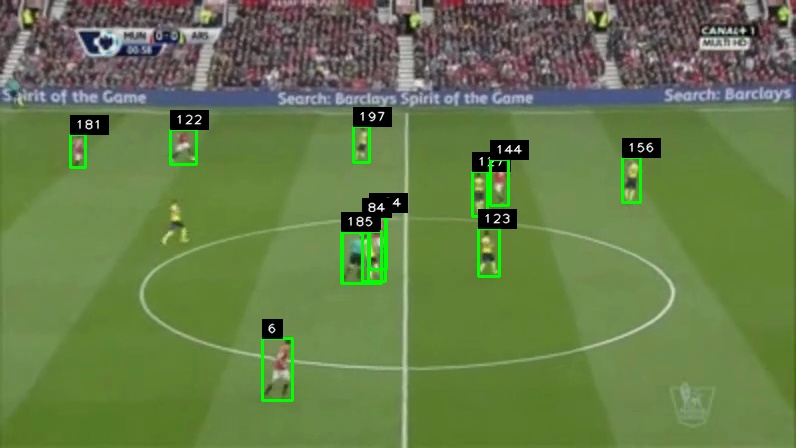 MUN 0-0 ARS
00:58
CANAL+ 1
MULTI HD
Spirit of the Game
Search: Barclays Spirit of the Game
Search: Barclays
181
122
197
144
156
84
185
123
6